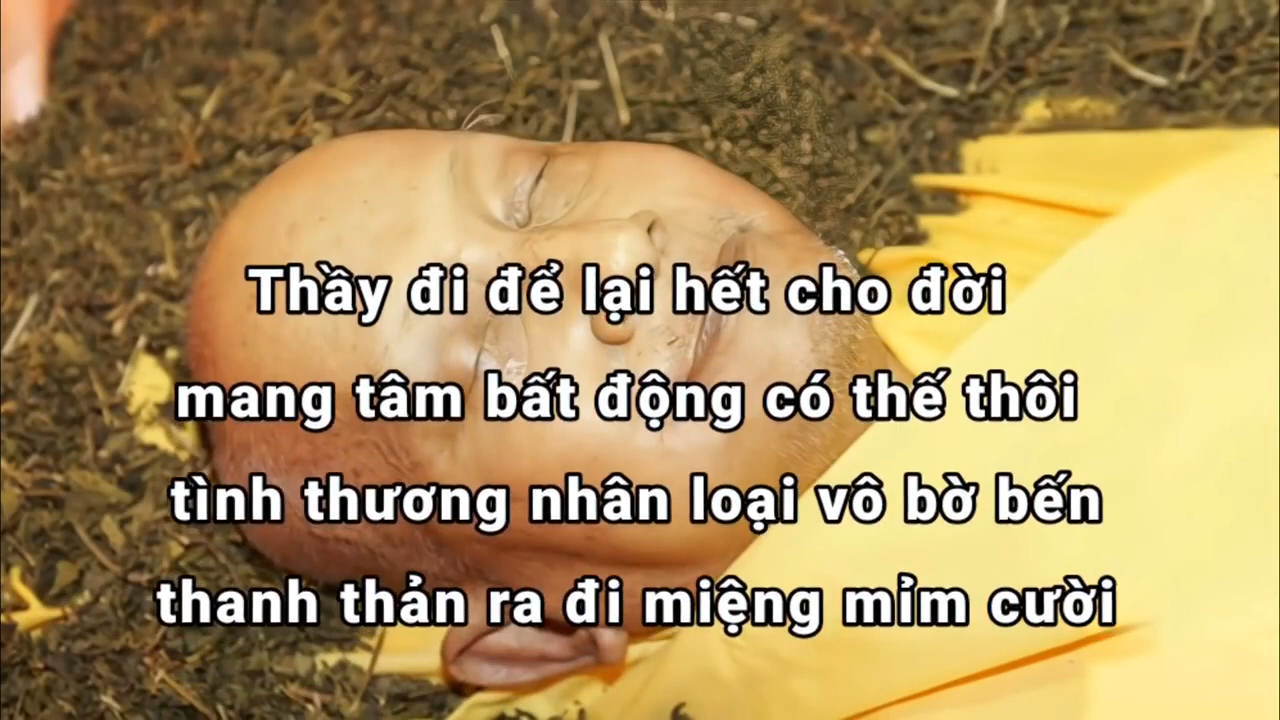 Thầy đi để lại hết cho đời
mang tâm bất động có thế thôi
tình thương nhân loại vô bờ bến
thanh thản ra đi miệng mỉm cười